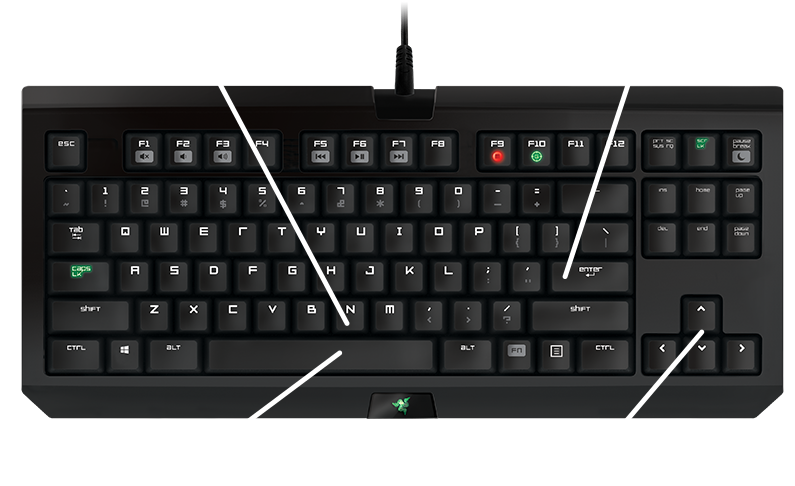 esc F1 F2 F3 F4 F5 F6 F7 F8 F9 F10 F11 F12 prt sc sys rq scr lk pause break
1 2 3 4 5 6 7 8 9 0 - = ins home page up
! # $ % ^ * ( ) _ +
Tab Q W E R T Y U I O P [ ] \ del end page down
caps lk A S D F G H J K L ; ' enter
shift Z X C V B N M , . / shift
< > ?
ctrl alt alt FN ctrl